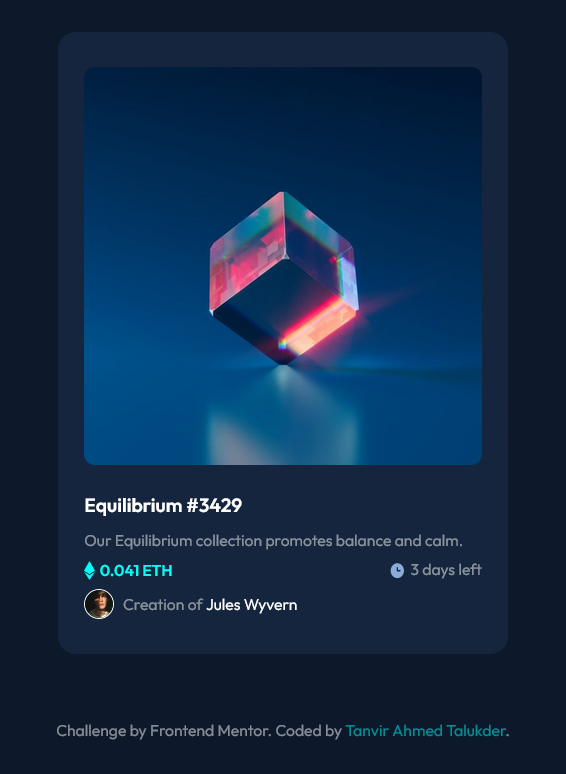 Equilibrium #3429
Our Equilibrium collection promotes balance and calm.
0.041 ETH 3 days left
Creation of Jules Wyvern
Challenge by Frontend Mentor. Coded by Tanvir Ahmed Talukder.